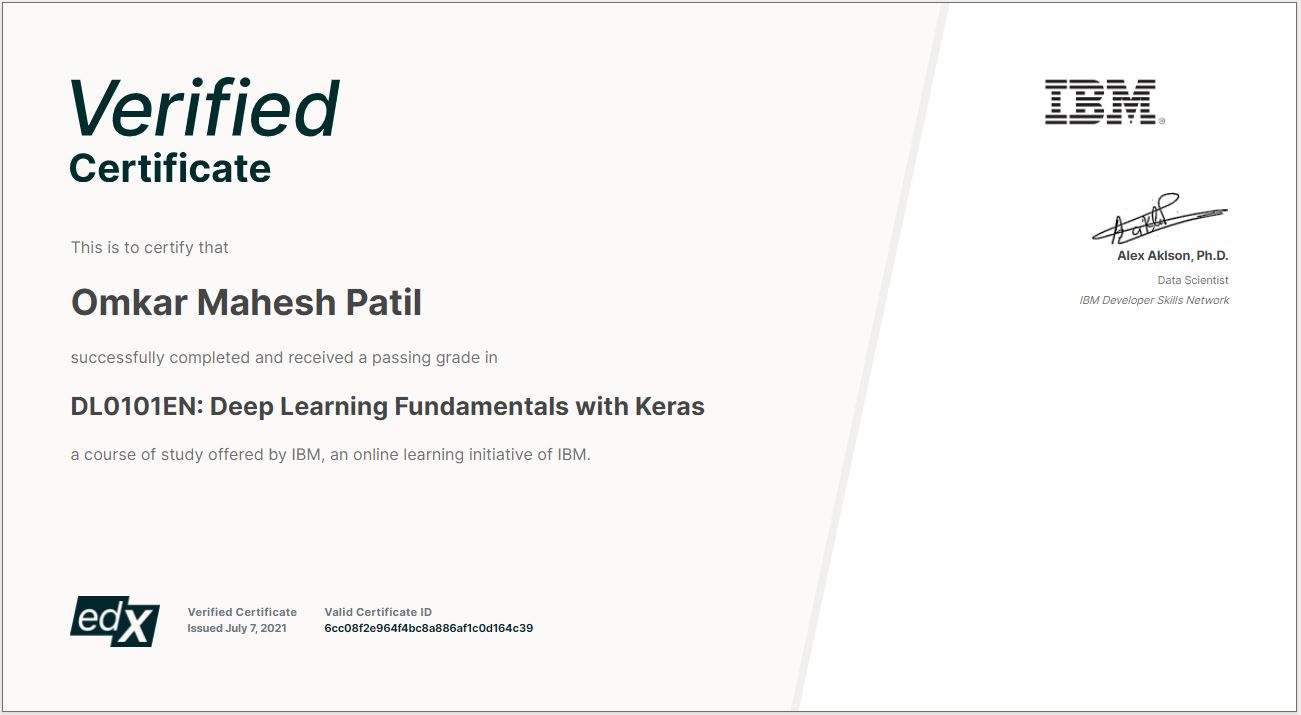 Verified
Certificate
This is to certify that
Omkar Mahesh Patil
successfully completed and received a passing grade in
DL0101EN: Deep Learning Fundamentals with Keras
a course of study offered by IBM, an online learning initiative of IBM.
edX
Verified Certificate
Issued July 7, 2021
Valid Certificate ID
6cc08f2e964f4bc8a886af1c0d164c39
IBM®
Alex Aklson, Ph.D.
Data Scientist
IBM Developer Skills Network